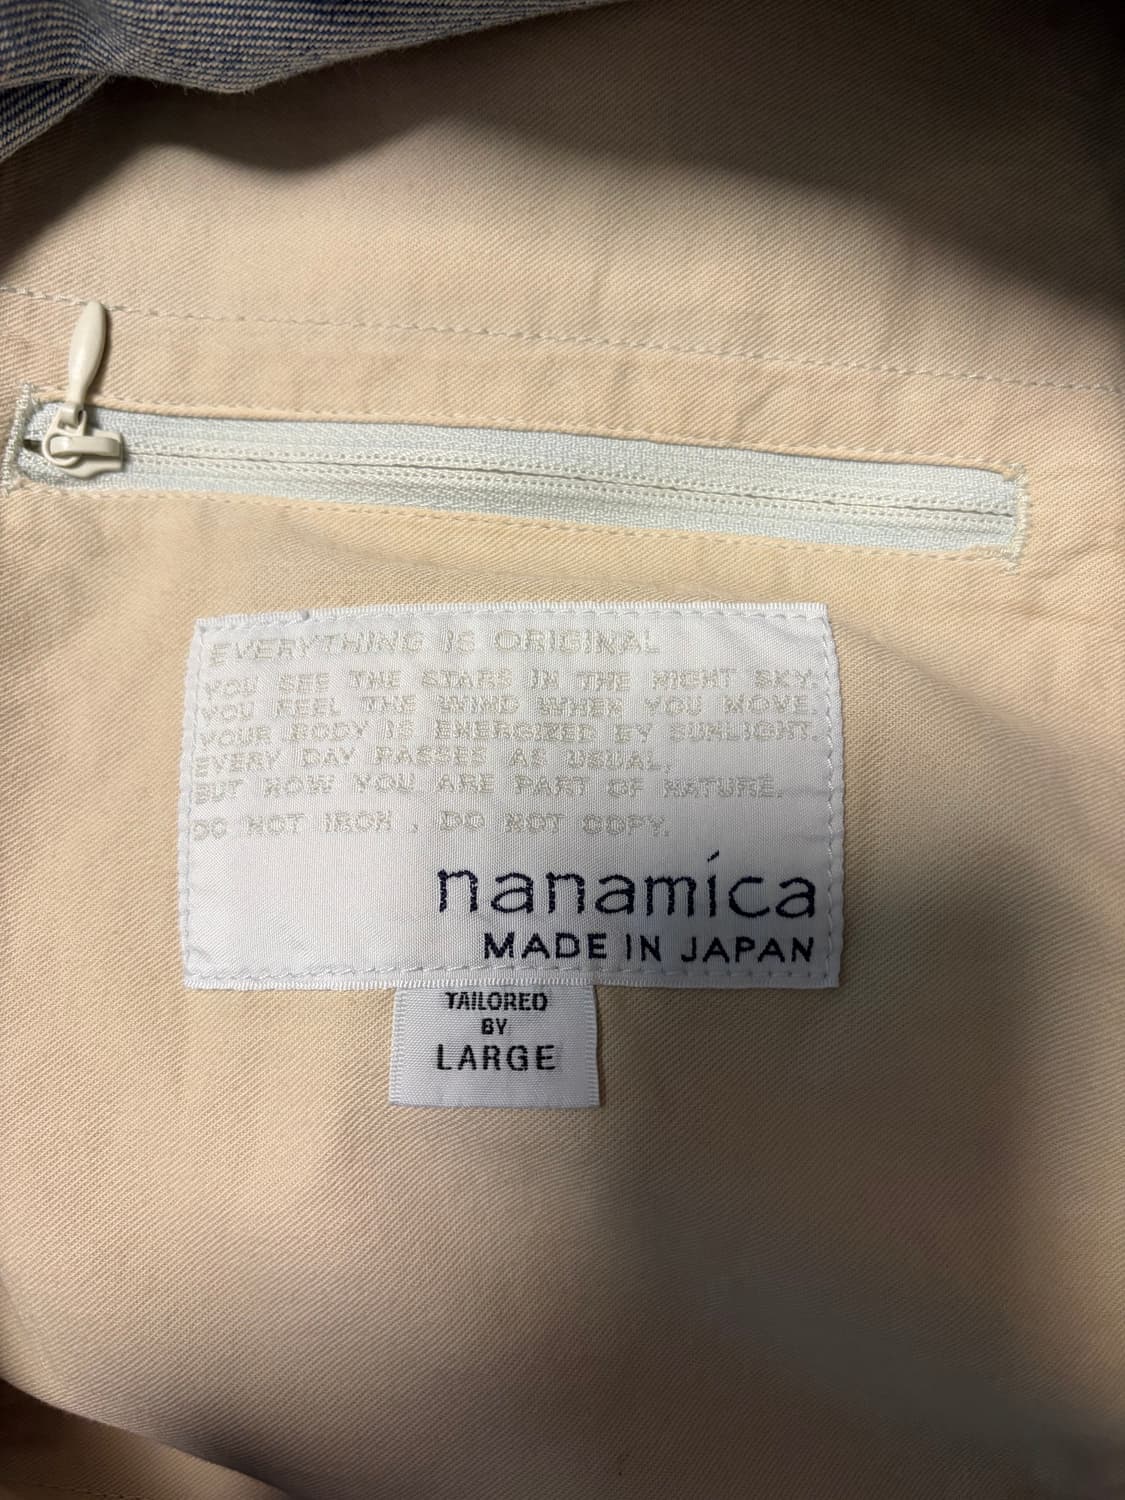 EVERYTHING IS ORIGINAL
YOU SEE THE STARS IN THE NIGHT SKY.
YOU FEEL THE WIND WHEN YOU MOVE.
YOUR BODY IS ENERGIZED BY SUNLIGHT.
EVERY DAY PASSES AS USUAL,
BUT NOW YOU ARE PART OF NATURE.
DO NOT IRON , DO NOT COPY.
nanamíca
MADE IN JAPAN
TAILORED
BY
LARGE